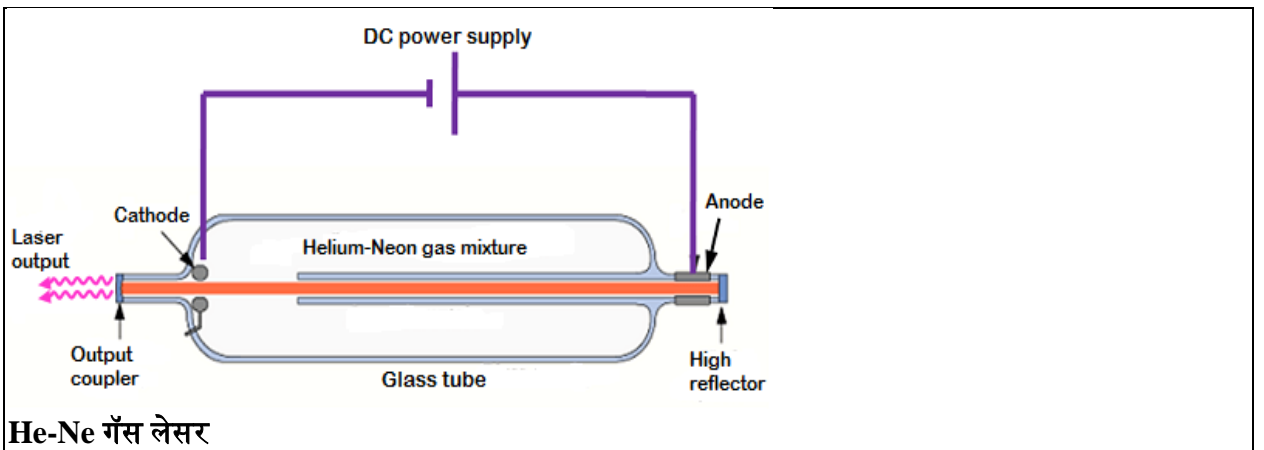 DC power supply
Cathode
Anode
Laser
output
Helium-Neon gas mixture
Output
coupler
Glass tube
High
reflector
He-Ne गॅस लेसर